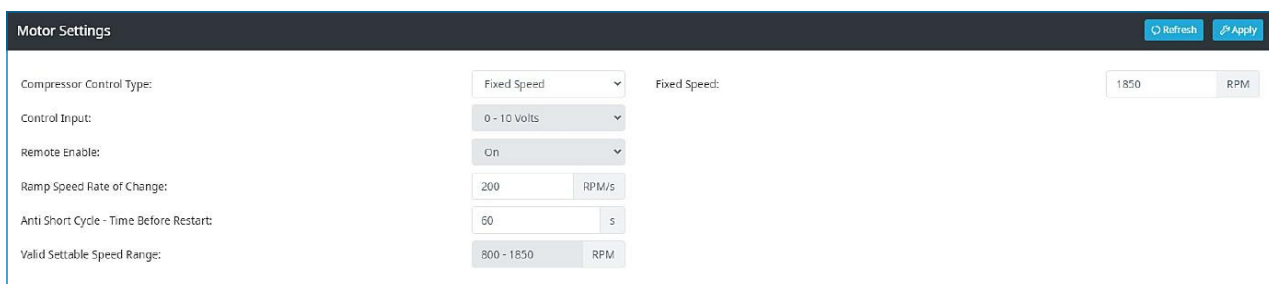 Motor Settings
Refresh
Apply
Compressor Control Type: Fixed Speed Fixed Speed: 1850 RPM
Control Input: 0 - 10 Volts
Remote Enable: On
Ramp Speed Rate of Change: 200 RPM/s
Anti Short Cycle - Time Before Restart: 60 s
Valid Settable Speed Range: 800 - 1850 RPM